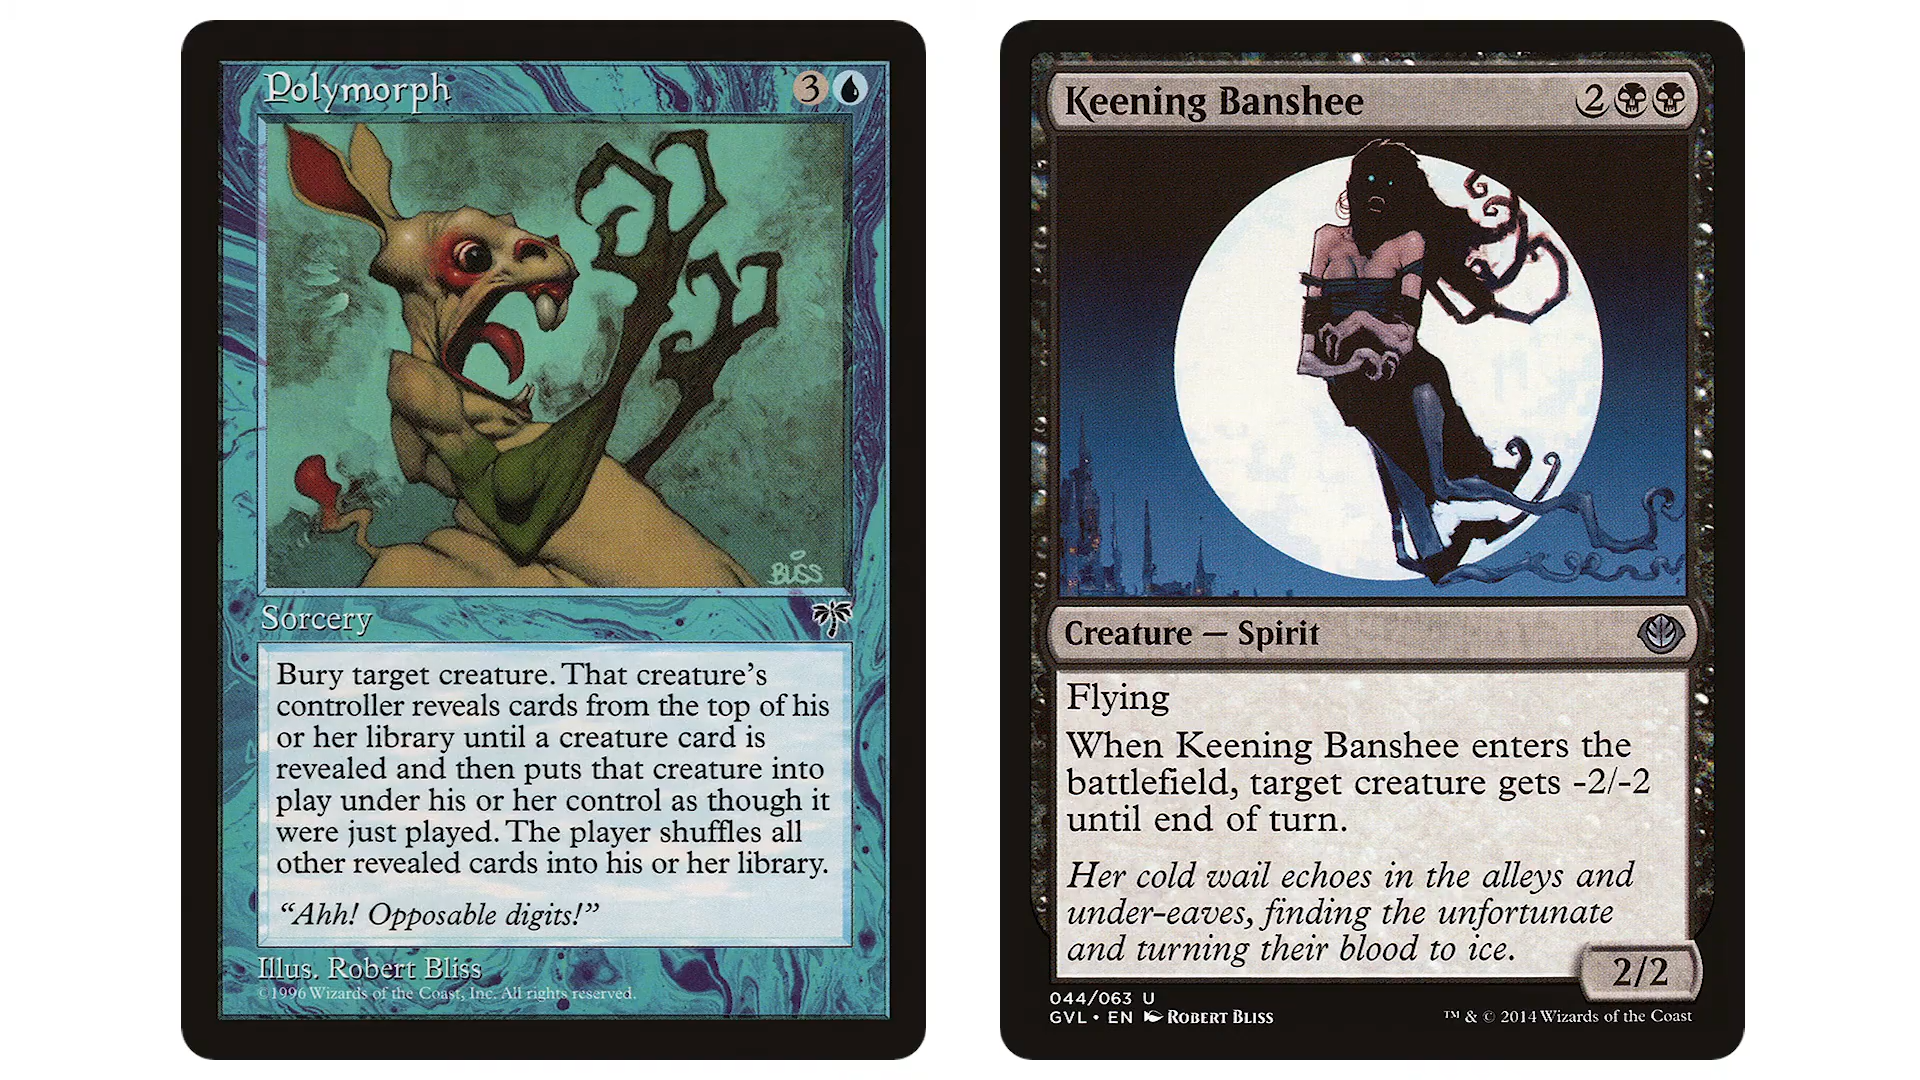 Polymorph
3
BLISS
Sorcery
Bury target creature. That creature's
controller reveals cards from the top of his
or her library until a creature card is
revealed and then puts that creature into
play under his or her control as though it
were just played. The player shuffles all
other revealed cards into his or her library.
“Ahh! Opposable digits!”
Illus. Robert Bliss
©1996 Wizards of the Coast, Inc. All rights reserved.
Keening Banshee
2
Creature — Spirit
Flying
When Keening Banshee enters the
battlefield, target creature gets -2/-2
until end of turn.
Her cold wail echoes in the alleys and
under-eaves, finding the unfortunate
and turning their blood to ice.
2/2
044/063 U
GVL • EN ROBERT BLISS
™ & © 2014 Wizards of the Coast